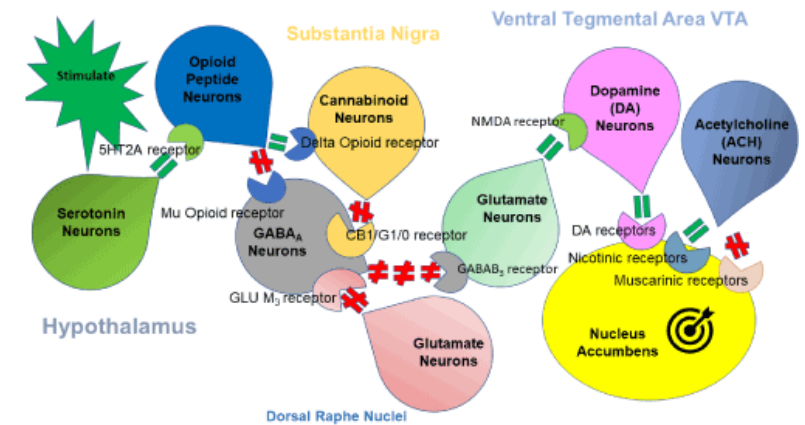 Ventral Tegmental Area VTA
Substantia Nigra
Stimulate
Opioid
Peptide
Neurons
Cannabinoid
Neurons
Dopamine
(DA)
Neurons
Acetylcholine
(ACH)
Neurons
NMDA receptor
5HT2A receptor
Delta Opioid receptor
Serotonin
Neurons
Mu Opioid receptor
GABAA
Neurons
CB1/G1/0 receptor
Glutamate
Neurons
DA receptors
Nicotinic receptors
Muscarinic receptors
GABAB3 receptor
GLU M3 receptor
Hypothalamus
Glutamate
Neurons
Nucleus
Accumbens
Dorsal Raphe Nuclei